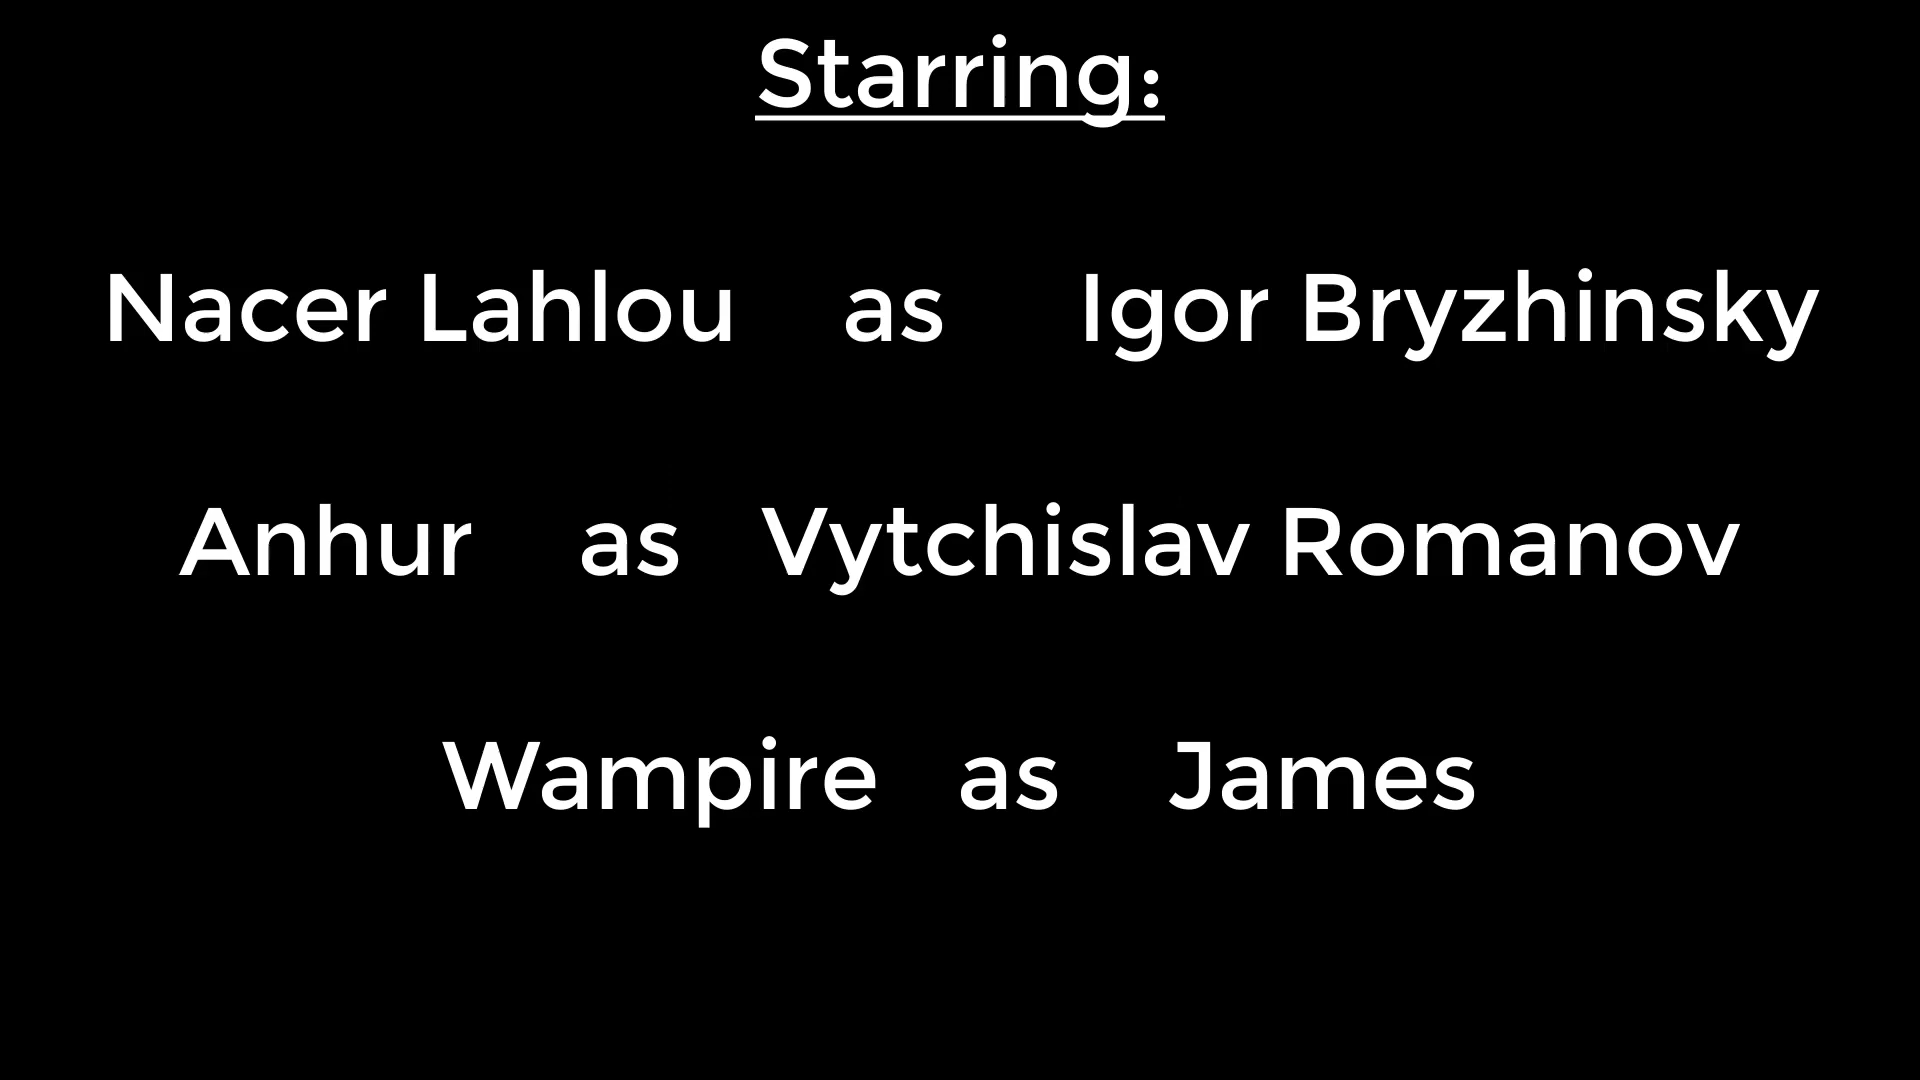 Starring:
Nacer Lahlou as Igor Bryzhinsky
Anhur as Vytchislav Romanov
Wampire as James